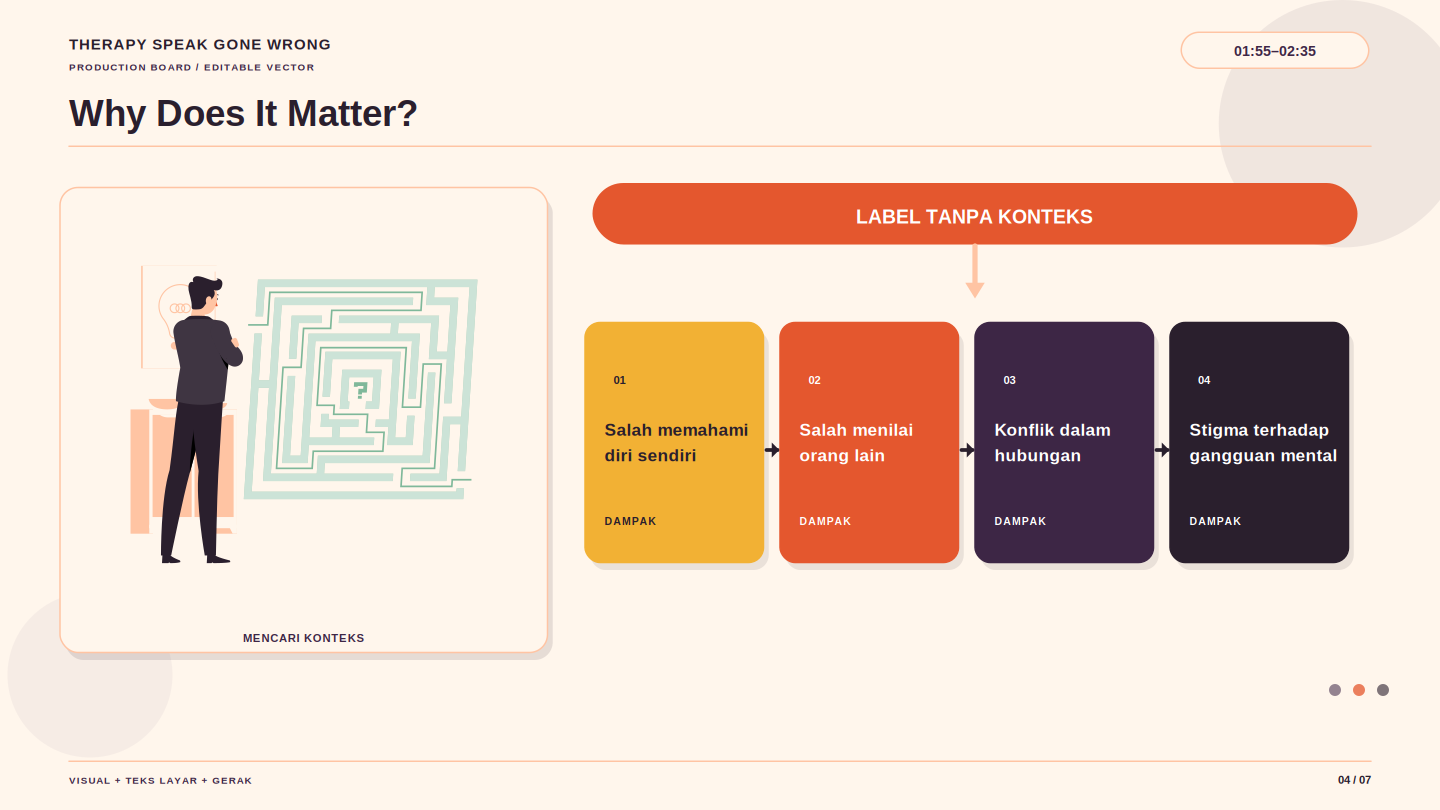 THERAPY SPEAK GONE WRONG
PRODUCTION BOARD / EDITABLE VECTOR
01:55–02:35
Why Does It Matter?
LABEL TANPA KONTEKS
?
MENCARI KONTEKS
01
Salah memahami
diri sendiri
DAMPAK
02
Salah menilai
orang lain
DAMPAK
03
Konflik dalam
hubungan
DAMPAK
04
Stigma terhadap
gangguan mental
DAMPAK
VISUAL + TEKS LAYAR + GERAK
04 / 07